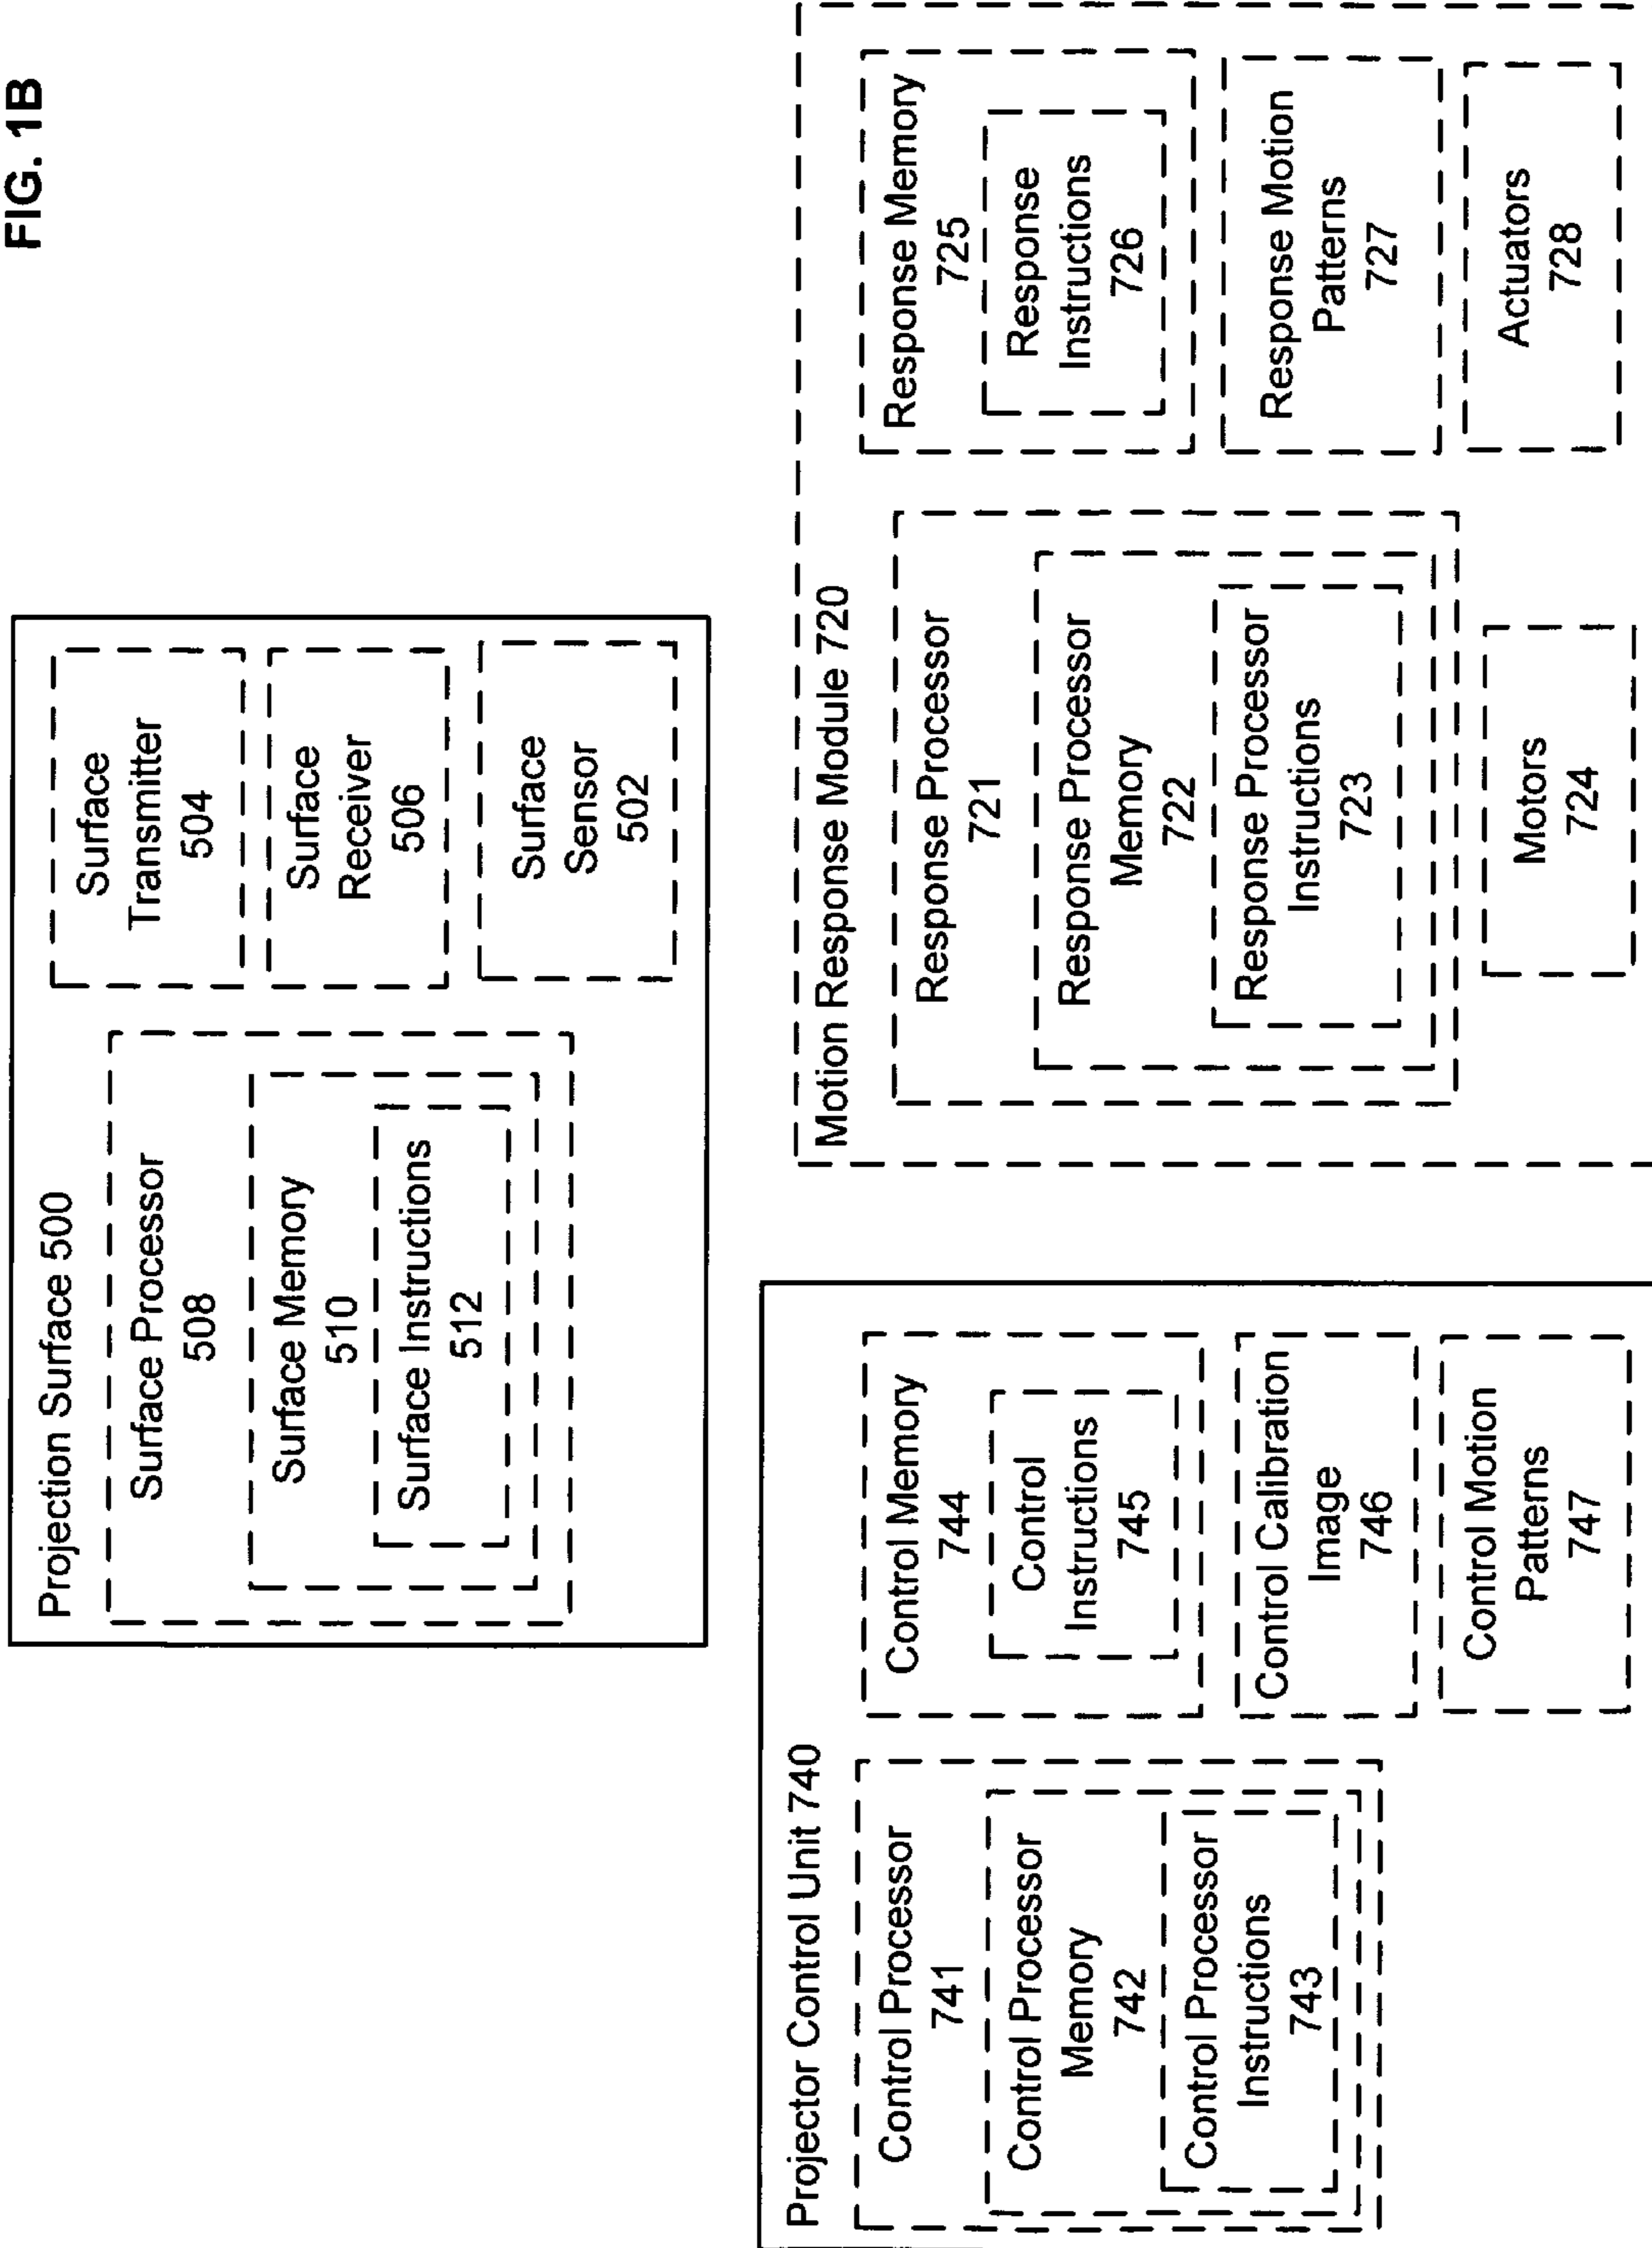 FIG. 1B
Projection Surface 500
Surface Processor
508
Surface Memory
510
Surface Instructions
512
Surface
Transmitter
504
Surface
Receiver
506
Surface
Sensor
502
Projector Control Unit 740
Control Processor
741
Control Processor
Memory
742
Control Processor
Instructions
743
Control Memory
744
Control
Instructions
745
Control Calibration
Image
746
Control Motion
Patterns
747
Motion Response Module 720
Response Processor
721
Response Processor
Memory
722
Response Processor
Instructions
723
Motors
724
Response Memory
725
Response
Instructions
726
Response Motion
Patterns
727
Actuators
728